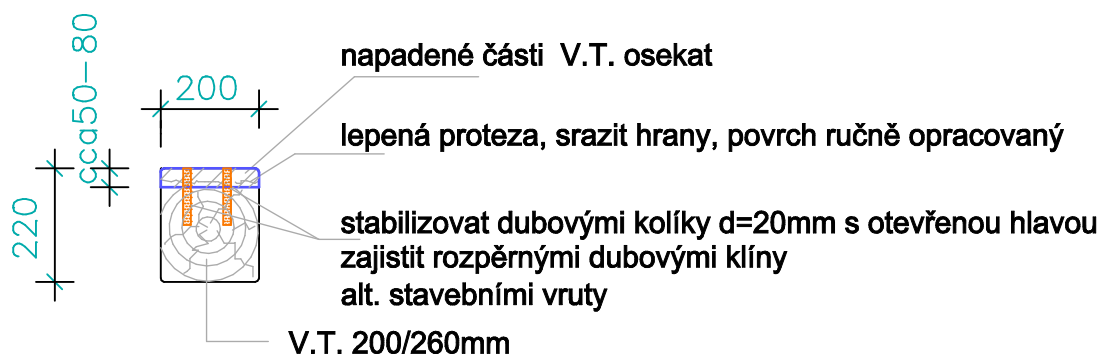 napadené části V.T. osekat
200
cca50-80
lepená proteza, srazit hrany, povrch ručně opracovaný
220
stabilizovat dubovými kolíky d=20mm s otevřenou hlavou
zajistit rozpěrnými dubovými klíny
alt. stavebními vruty
V.T. 200/260mm